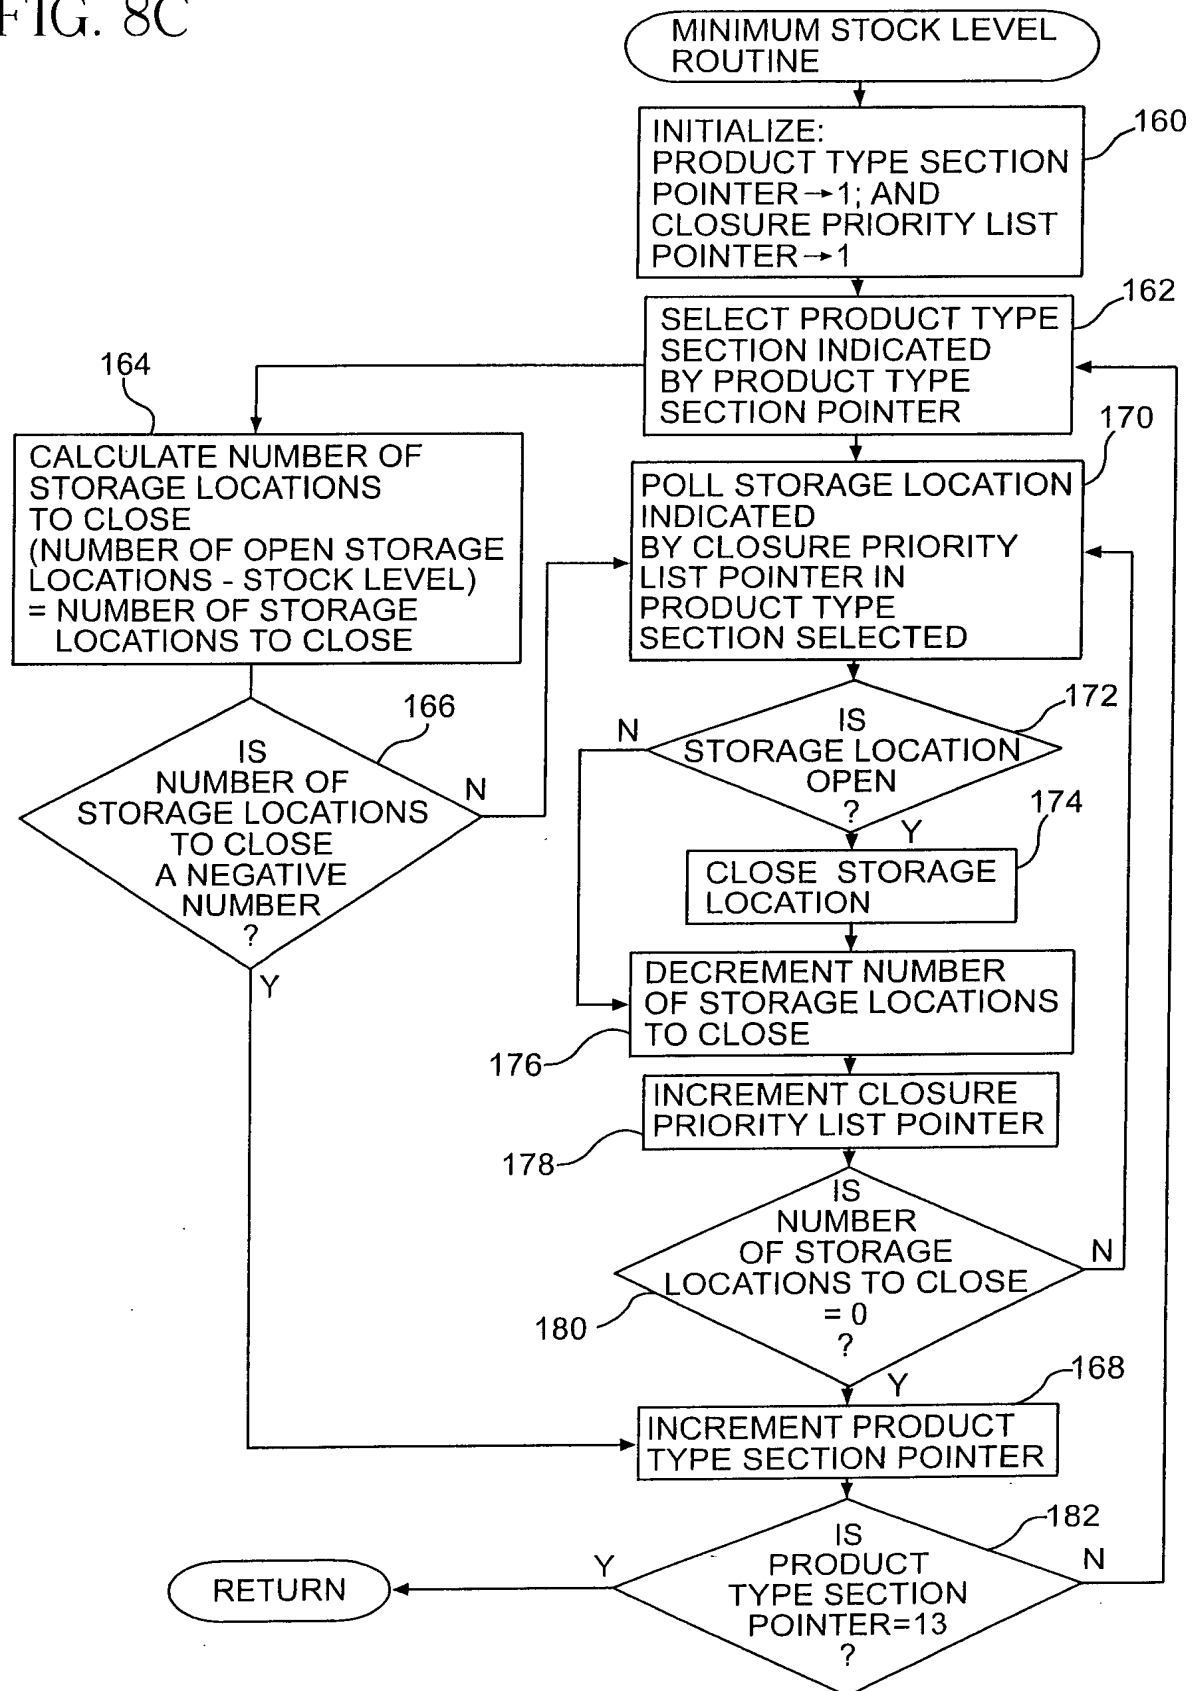 FIG. 8C
MINIMUM STOCK LEVEL
ROUTINE
160
INITIALIZE:
PRODUCT TYPE SECTION
POINTER→1; AND
CLOSURE PRIORITY LIST
POINTER→1
162
SELECT PRODUCT TYPE
SECTION INDICATED
BY PRODUCT TYPE
SECTION POINTER
164
CALCULATE NUMBER OF
STORAGE LOCATIONS
TO CLOSE
(NUMBER OF OPEN STORAGE
LOCATIONS - STOCK LEVEL)
= NUMBER OF STORAGE
LOCATIONS TO CLOSE
166
IS
NUMBER OF
STORAGE LOCATIONS
TO CLOSE
A NEGATIVE
NUMBER
?
N
Y
170
POLL STORAGE LOCATION
INDICATED
BY CLOSURE PRIORITY
LIST POINTER IN
PRODUCT TYPE
SECTION SELECTED
172
IS
STORAGE LOCATION
OPEN
?
N
Y
174
CLOSE STORAGE
LOCATION
DECREMENT NUMBER
OF STORAGE LOCATIONS
TO CLOSE
176
INCREMENT CLOSURE
PRIORITY LIST POINTER
178
IS
NUMBER
OF STORAGE
LOCATIONS TO CLOSE
= 0
?
N
180
Y
168
INCREMENT PRODUCT
TYPE SECTION POINTER
182
IS
PRODUCT
TYPE SECTION
POINTER=13
?
Y
N
RETURN